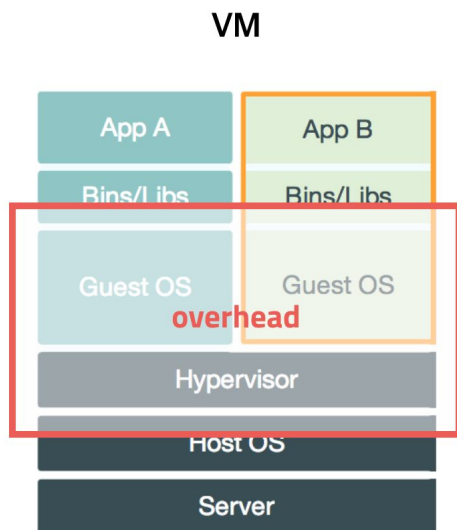 VM
App A App B
Bins/Libs Bins/Libs
Guest OS Guest OS
overhead
Hypervisor
Host OS
Server